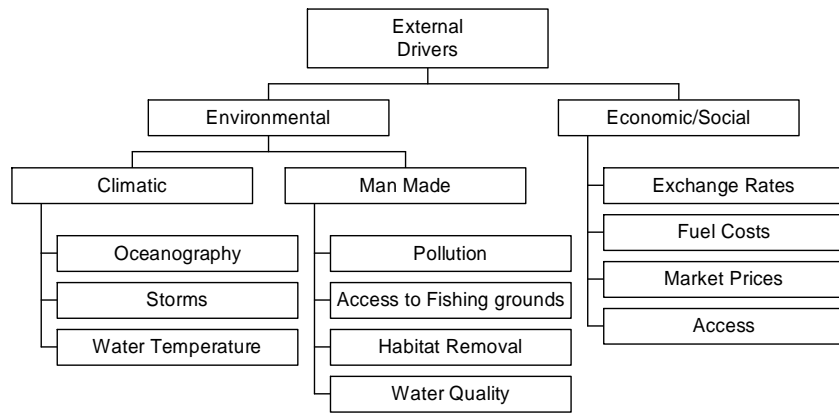 External
Drivers
Environmental
Economic/Social
Climatic
Man Made
Oceanography
Storms
Water Temperature
Pollution
Access to Fishing grounds
Habitat Removal
Water Quality
Exchange Rates
Fuel Costs
Market Prices
Access